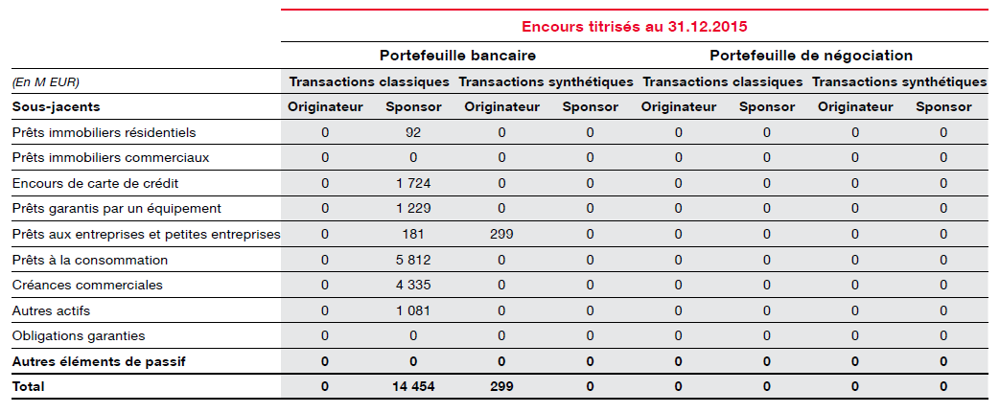 Encours titrisés au 31.12.2015
Portefeuille bancaire Portefeuille de négociation
(En M EUR) Transactions classiques Transactions synthétiques Transactions classiques Transactions synthétiques
Sous-jacents Originateur Sponsor Originateur Sponsor Originateur Sponsor Originateur Sponsor
Prêts immobiliers résidentiels 0 92 0 0 0 0 0 0
Prêts immobiliers commerciaux 0 0 0 0 0 0 0 0
Encours de carte de crédit 0 1 724 0 0 0 0 0 0
Prêts garantis par un équipement 0 1 229 0 0 0 0 0 0
Prêts aux entreprises et petites entreprises 0 181 299 0 0 0 0 0
Prêts à la consommation 0 5 812 0 0 0 0 0 0
Créances commerciales 0 4 335 0 0 0 0 0 0
Autres actifs 0 1 081 0 0 0 0 0 0
Obligations garanties 0 0 0 0 0 0 0 0
Autres éléments de passif 0 0 0 0 0 0 0 0
Total 0 14 454 299 0 0 0 0 0